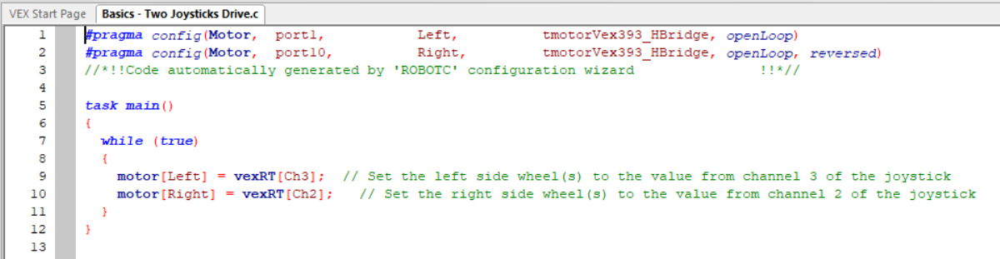 VEX Start Page Basics - Two Joysticks Drive.c
1 #pragma config(Motor, port1, Left, tmotorVex393_HBridge, openLoop)
2 #pragma config(Motor, port10, Right, tmotorVex393_HBridge, openLoop, reversed)
3 //*!!Code automatically generated by 'ROBOTC' configuration wizard !!*//
4
5 task main()
6 {
7 while (true)
8 {
9 motor[Left] = vexRT[Ch3]; // Set the left side wheel(s) to the value from channel 3 of the joystick
10 motor[Right] = vexRT[Ch2]; // Set the right side wheel(s) to the value from channel 2 of the joystick
11 }
12 }
13